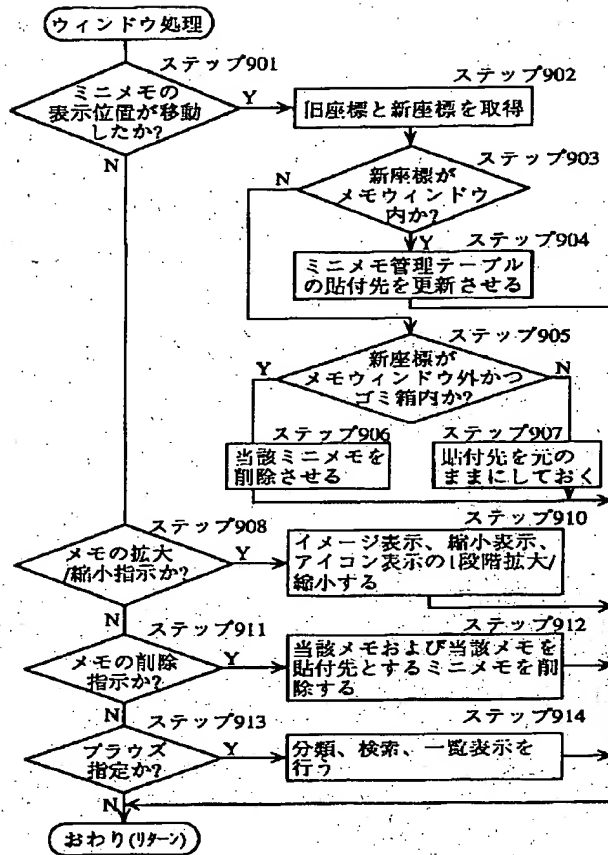 ウィンドウ処理
ステップ901
ミニメモの
表示位置が移動
したか?
Y
N
ステップ902
旧座標と新座標を取得
ステップ903
新座標が
メモウィンドウ
内か?
N
Y
ステップ904
ミニメモ管理テーブル
の貼付先を更新させる
ステップ905
新座標が
メモウィンドウ外かつ
ゴミ箱内か?
Y
N
ステップ906
当該ミニメモを
削除させる
ステップ907
貼付先を元の
ままにしておく
ステップ908
メモの拡大
/縮小指示か?
Y
N
ステップ910
イメージ表示、縮小表示、
アイコン表示の1段階拡大/
縮小する
ステップ911
メモの削除
指示か?
Y
N
ステップ912
当該メモおよび当該メモを
貼付先とするミニメモを削
除する
ステップ913
ブラウズ
指定か?
Y
N
ステップ914
分類、検索、一覧表示を
行う
おわり(リターン)